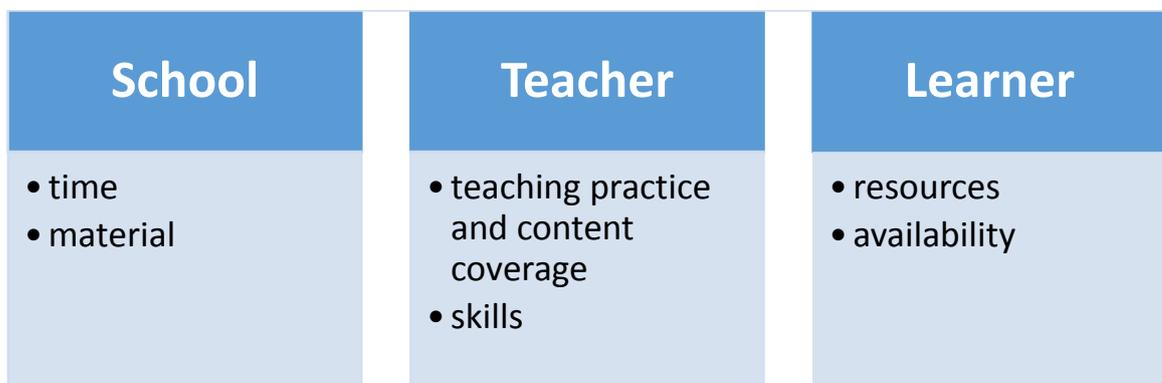 School
• time
• material
Teacher
• teaching practice
and content
coverage
• skills
Learner
• resources
• availability